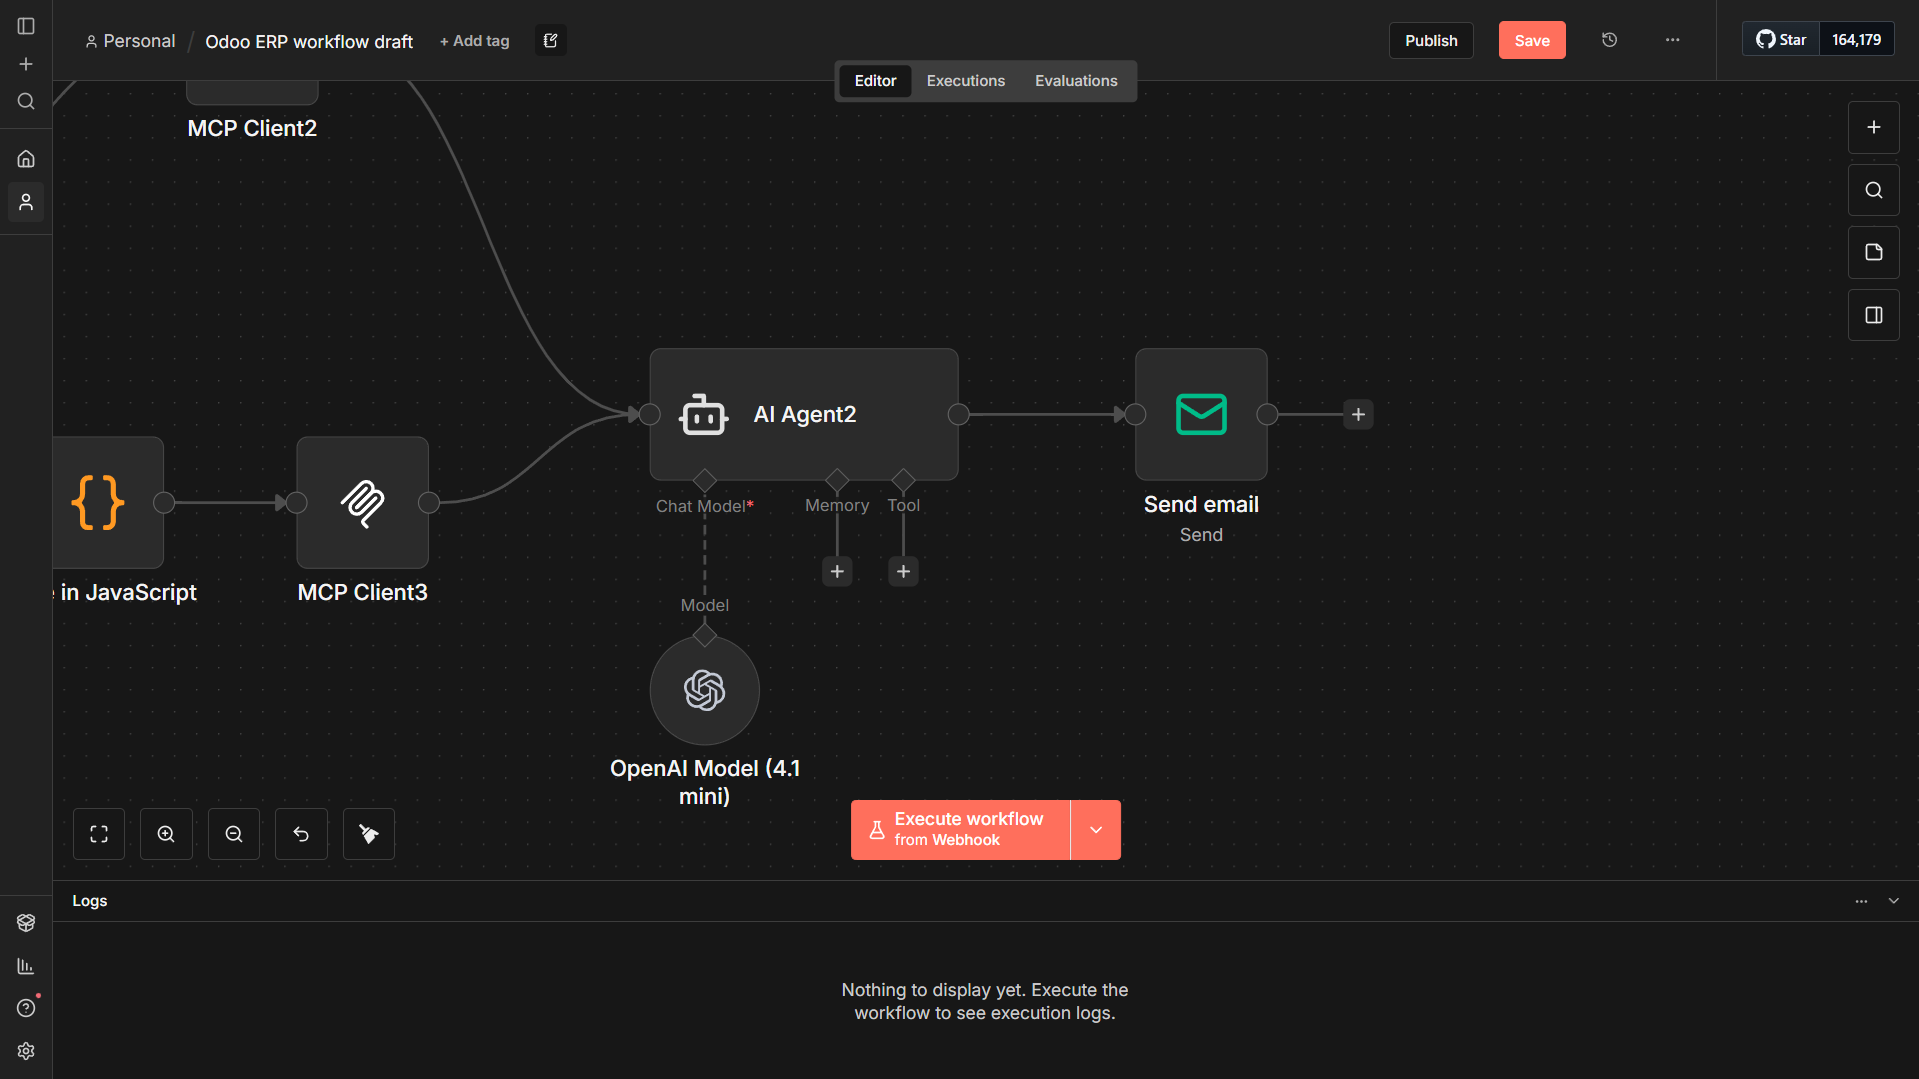 Personal / Odoo ERP workflow draft + Add tag
Publish
Save
Star 164,179
Editor Executions Evaluations
MCP Client2
AI Agent2
Chat Model*
Memory
Tool
Send email
Send
in JavaScript
MCP Client3
Model
OpenAI Model (4.1
mini)
Execute workflow
from Webhook
Logs
Nothing to display yet. Execute the
workflow to see execution logs.